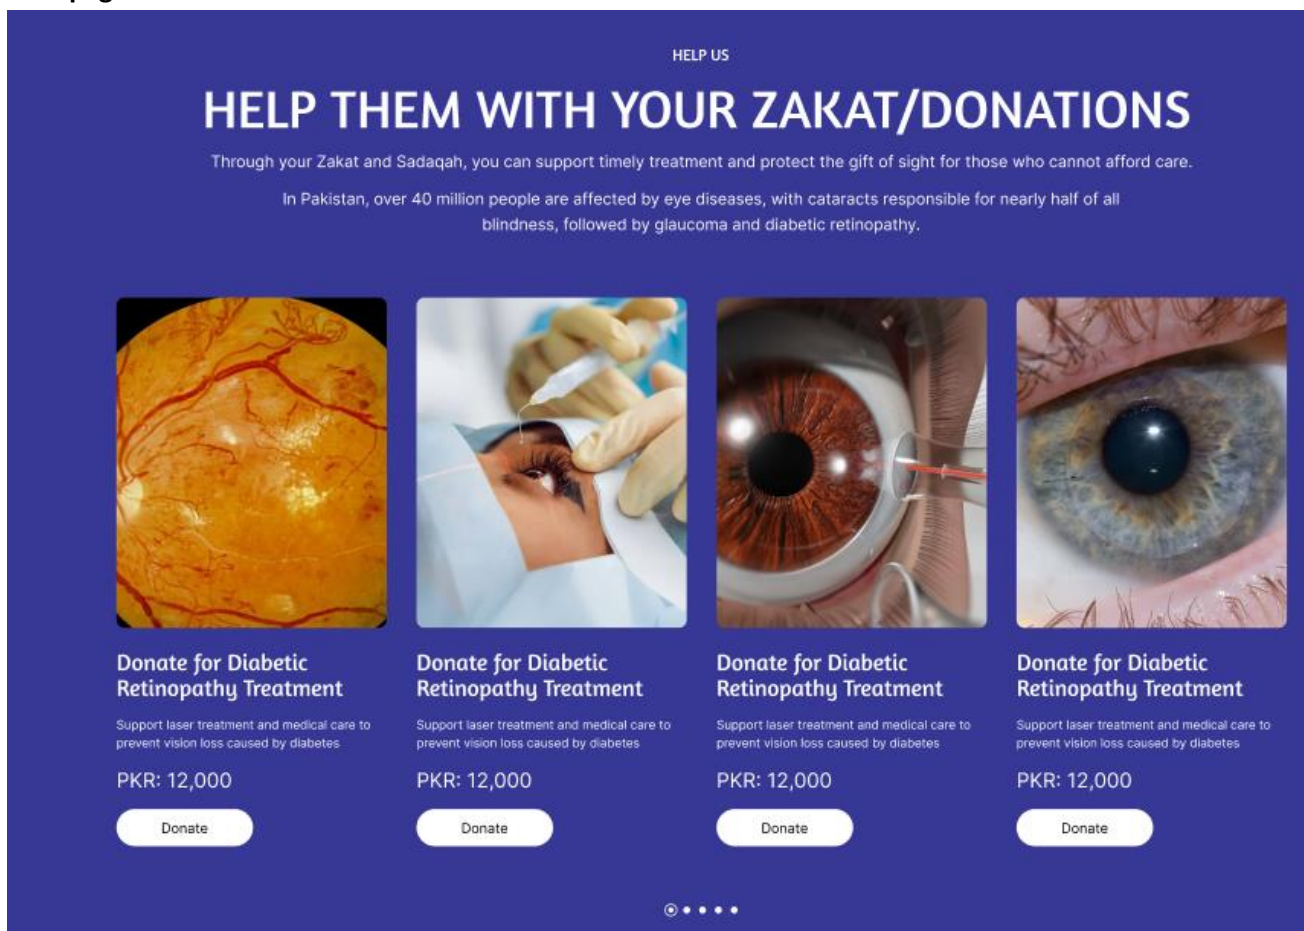 HELP US
HELP THEM WITH YOUR ZAKAT/DONATIONS
Through your Zakat and Sadaqah, you can support timely treatment and protect the gift of sight for those who cannot afford care.
In Pakistan, over 40 million people are affected by eye diseases, with cataracts responsible for nearly half of all
blindness, followed by glaucoma and diabetic retinopathy.
Donate for Diabetic
Retinopathy Treatment
Support laser treatment and medical care to
prevent vision loss caused by diabetes
PKR: 12,000
Donate
Donate for Diabetic
Retinopathy Treatment
Support laser treatment and medical care to
prevent vision loss caused by diabetes
PKR: 12,000
Donate
Donate for Diabetic
Retinopathy Treatment
Support laser treatment and medical care to
prevent vision loss caused by diabetes
PKR: 12,000
Donate
Donate for Diabetic
Retinopathy Treatment
Support laser treatment and medical care to
prevent vision loss caused by diabetes
PKR: 12,000
Donate